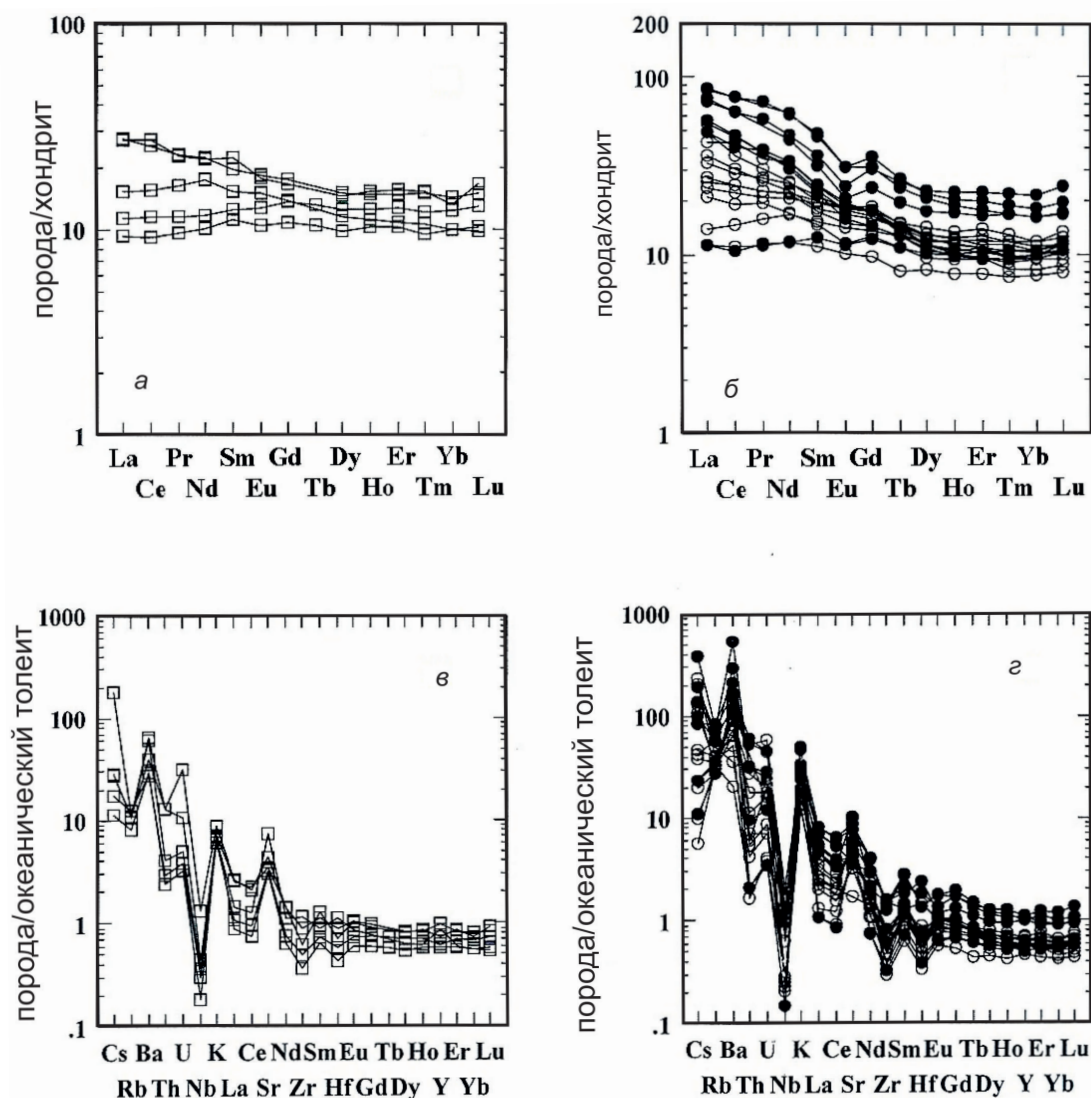 100
10
1
порода/хондрит
а
La Pr Sm Gd Dy Er Yb
Ce Nd Eu Tb Ho Tm Lu
200
100
10
1
порода/хондрит
б
La Pr Sm Gd Dy Er Yb
Ce Nd Eu Tb Ho Tm Lu
1000
100
10
1
.1
порода/океанический толеит
в
Cs Ba U K Ce Nd Sm Eu Tb Ho Er Lu
Rb Th Nb La Sr Zr Hf Gd Dy Y Yb
1000
100
10
1
.1
порода/океанический толеит
г
Cs Ba U K Ce Nd Sm Eu Tb Ho Er Lu
Rb Th Nb La Sr Zr Hf Gd Dy Y Yb